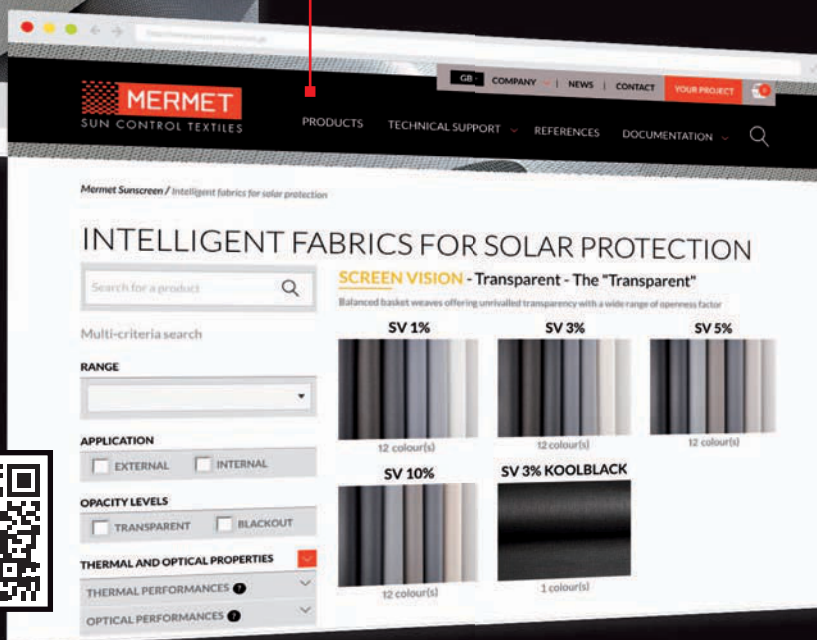 GB COMPANY | NEWS | CONTACT YOUR PROJECT 0
MERMET
SUN CONTROL TEXTILES
PRODUCTS TECHNICAL SUPPORT REFERENCES DOCUMENTATION
Mermet Sunscreen / Intelligent fabrics for solar protection
INTELLIGENT FABRICS FOR SOLAR PROTECTION
Search for a product
Multi-criteria search
RANGE
APPLICATION
EXTERNAL INTERNAL
OPACITY LEVELS
TRANSPARENT BLACKOUT
THERMAL AND OPTICAL PROPERTIES
THERMAL PERFORMANCES ?
OPTICAL PERFORMANCES ?
SCREEN VISION - Transparent - The "Transparent"
Balanced basket weaves offering unrivalled transparency with a wide range of openness factor
SV 1% SV 3% SV 5%
12 colour(s) 12 colour(s) 12 colour(s)
SV 10% SV 3% KOOLBLACK
12 colour(s) 1 colour(s)